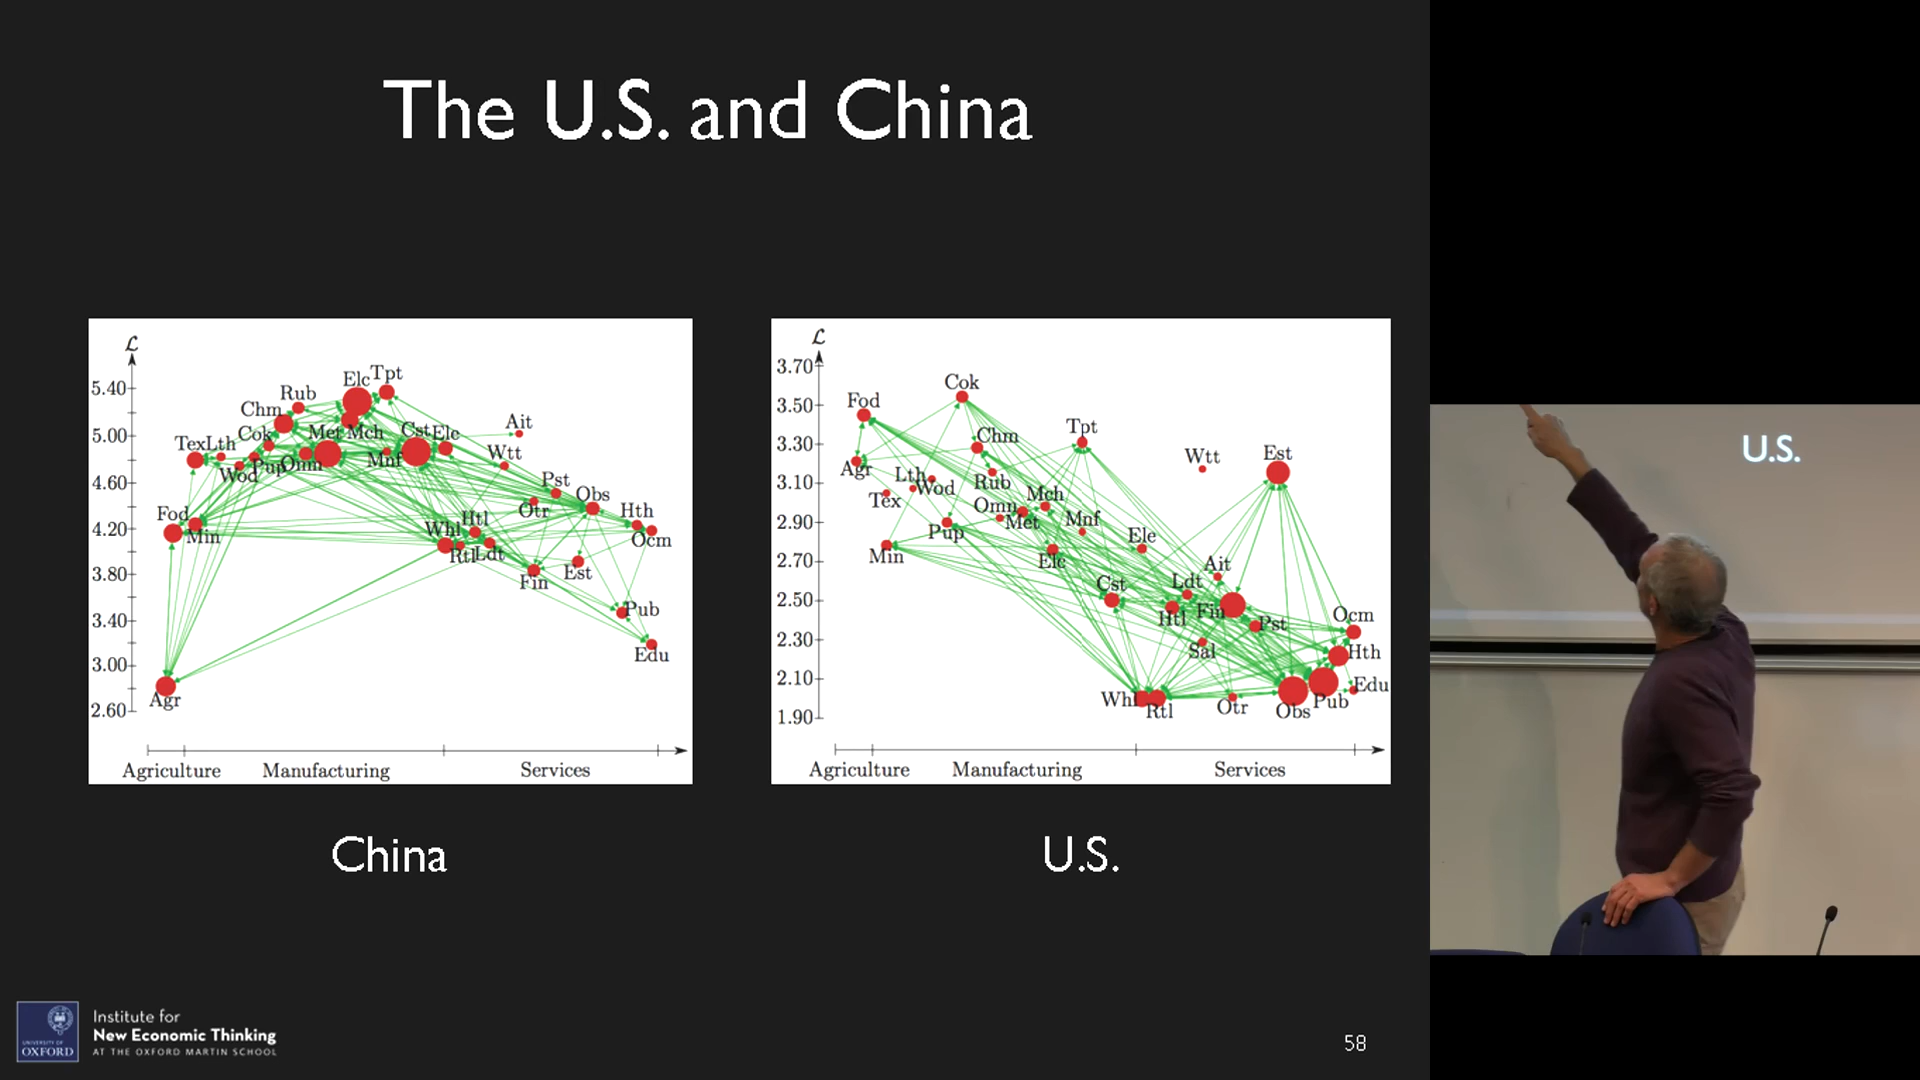 The U.S. and China
ℒ
5.40
5.00
4.60
4.20
3.80
3.40
3.00
2.60
Elc Tpt
Rub
Chm
Ait
Cok Met Mch Cst Elc
Tex Lth
Wod Pup Omn Mnf Wtt
Pst
Obs
Fod Otr Hth
Min Whl Htl Ocm
Rtl Ldt
Fin Est
Pub
Edu
Agr
Agriculture Manufacturing Services
China
ℒ
3.70
3.50
3.30
3.10
2.90
2.70
2.50
2.30
2.10
1.90
Cok
Fod
Chm Tpt
Wtt Est
Agr Lth Wod Rub
Tex Mch
Omn Met Mnf
Pup Ele
Min Elc Ait
Cst Ldt
Htl Fin Pst Ocm
Sal Hth
Whl Rtl Otr Obs Pub Edu
Agriculture Manufacturing Services
U.S.
UNIVERSITY OF
OXFORD
Institute for
New Economic Thinking
AT THE OXFORD MARTIN SCHOOL
58
U.S.